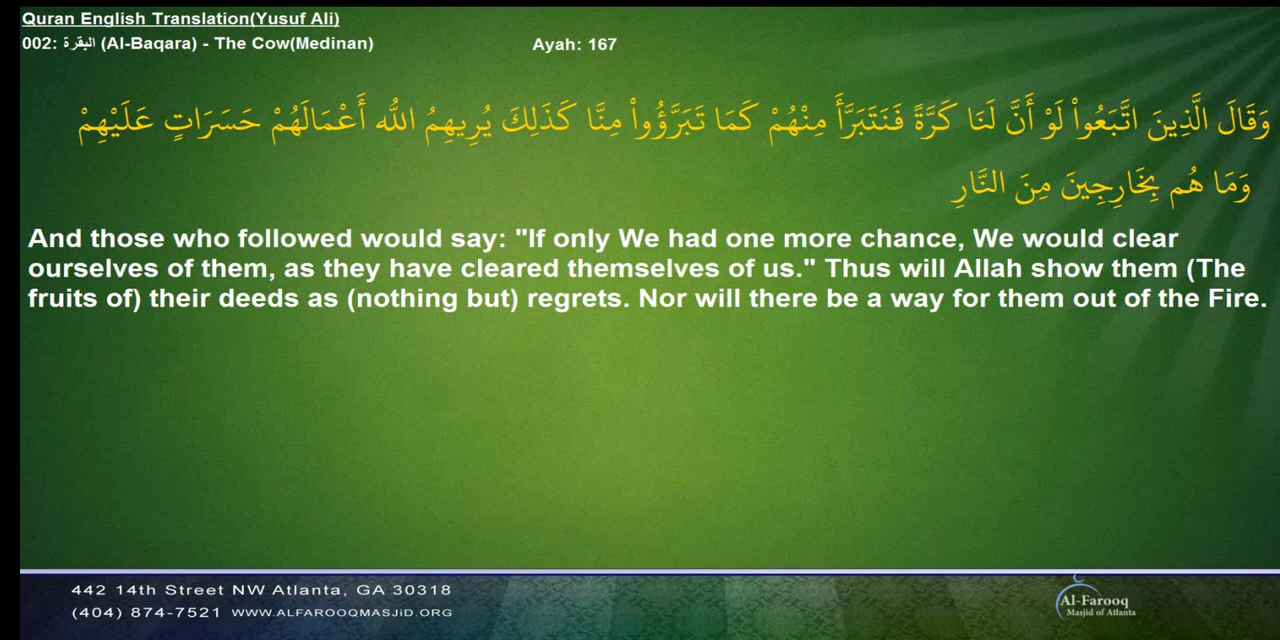 Quran English Translation(Yusuf Ali)
002: البقرة (Al-Baqara) - The Cow(Medinan)
Ayah: 167
وَقَالَ الَّذِينَ اتَّبَعُواْ لَوْ أَنَّ لَنَا كَرَّةً فَنَتَبَرَّأَ مِنْهُمْ كَمَا تَبَرَّؤُواْ مِنَّا كَذَلِكَ يُرِيهِمُ اللّهُ أَعْمَالَهُمْ حَسَرَاتٍ عَلَيْهِمْ
وَمَا هُم بِخَارِجِينَ مِنَ النَّارِ
And those who followed would say: "If only We had one more chance, We would clear
ourselves of them, as they have cleared themselves of us." Thus will Allah show them (The
fruits of) their deeds as (nothing but) regrets. Nor will there be a way for them out of the Fire.
442 14th Street NW Atlanta, GA 30318
(404) 874-7521 WWW.ALFAROOQMASJiD.ORG
Al-Farooq
Masjid of Atlanta